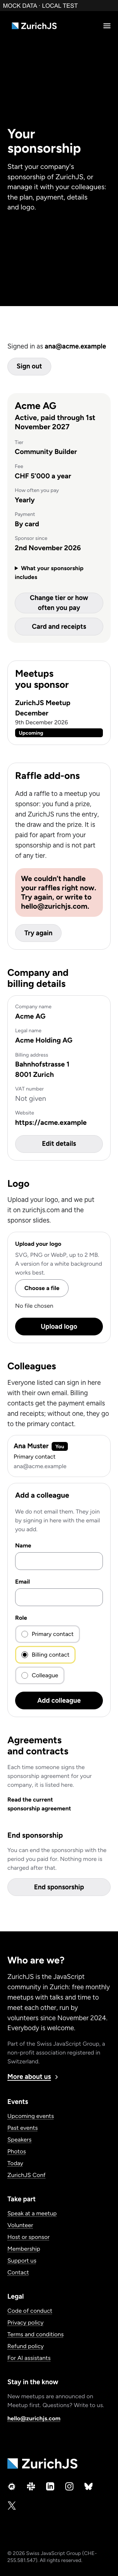 MOCK DATA · LOCAL TEST
ZurichJS
Your
sponsorship
Start your company's
sponsorship of ZurichJS, or
manage it with your colleagues:
the plan, payment, details
and logo.
Signed in as ana@acme.example
Sign out
Acme AG
Active, paid through 1st
November 2027
Tier
Community Builder
Fee
CHF 5'000 a year
How often you pay
Yearly
Payment
By card
Sponsor since
2nd November 2026
What your sponsorship
includes
Change tier or how
often you pay
Card and receipts
Meetups
you sponsor
ZurichJS Meetup
December
9th December 2026
Upcoming
Raffle add-ons
Add a raffle to a meetup you
sponsor: you fund a prize,
and ZurichJS runs the entry,
the draw and the prize. It is
paid for apart from your
sponsorship and is not part
of any tier.
We couldn't handle
your raffles right now.
Try again, or write to
hello@zurichjs.com.
Try again
Company and
billing details
Company name
Acme AG
Legal name
Acme Holding AG
Billing address
Bahnhofstrasse 1
8001 Zurich
VAT number
Not given
Website
https://acme.example
Edit details
Logo
Upload your logo, and we put
it on zurichjs.com and the
sponsor slides.
Upload your logo
SVG, PNG or WebP, up to 2 MB.
A version for a white background
works best.
Choose a file
No file chosen
Upload logo
Colleagues
Everyone listed can sign in here
with their own email. Billing
contacts get the payment emails
and receipts; without one, they go
to the primary contact.
Ana Muster You
Primary contact
ana@acme.example
Add a colleague
We do not email them. They join
by signing in here with the email
you add.
Name
Email
Role
Primary contact
Billing contact
Colleague
Add colleague
Agreements
and contracts
Each time someone signs the
sponsorship agreement for your
company, it is listed here.
Read the current
sponsorship agreement
End sponsorship
You can end the sponsorship with the
period you paid for. Nothing more is
charged after that.
End sponsorship
Who are we?
ZurichJS is the JavaScript
community in Zurich: free monthly
meetups with talks and time to
meet each other, run by
volunteers since November 2024.
Everybody is welcome.
Part of the Swiss JavaScript Group, a
non-profit association registered in
Switzerland.
More about us
Events
Upcoming events
Past events
Speakers
Photos
Today
ZurichJS Conf
Take part
Speak at a meetup
Volunteer
Host or sponsor
Membership
Support us
Contact
Legal
Code of conduct
Privacy policy
Terms and conditions
Refund policy
For AI assistants
Stay in the know
New meetups are announced on
Meetup first. Questions? Write to us.
hello@zurichjs.com
ZurichJS
© 2026 Swiss JavaScript Group (CHE-
255.581.547). All rights reserved.